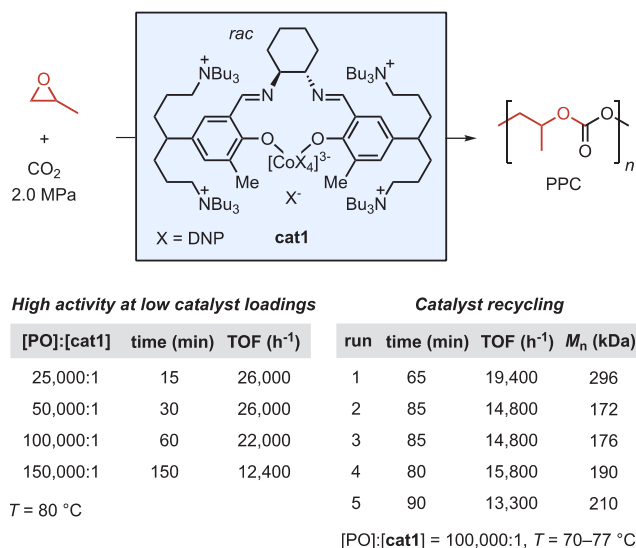 rac
O
+
CO2
2.0 MPa
+
NBu3
+
NBu3
N
N
O
O
[CoX4]3-
Me
Me
X-
+
NBu3
+
NBu3
X = DNP
cat1
O
O
O
n
PPC
High activity at low catalyst loadings
[PO]:[cat1] time (min) TOF (h-1)
25,000:1 15 26,000
50,000:1 30 26,000
100,000:1 60 22,000
150,000:1 150 12,400
T = 80 °C
Catalyst recycling
run time (min) TOF (h-1) Mn (kDa)
1 65 19,400 296
2 85 14,800 172
3 85 14,800 176
4 80 15,800 190
5 90 13,300 210
[PO]:[cat1] = 100,000:1, T = 70–77 °C